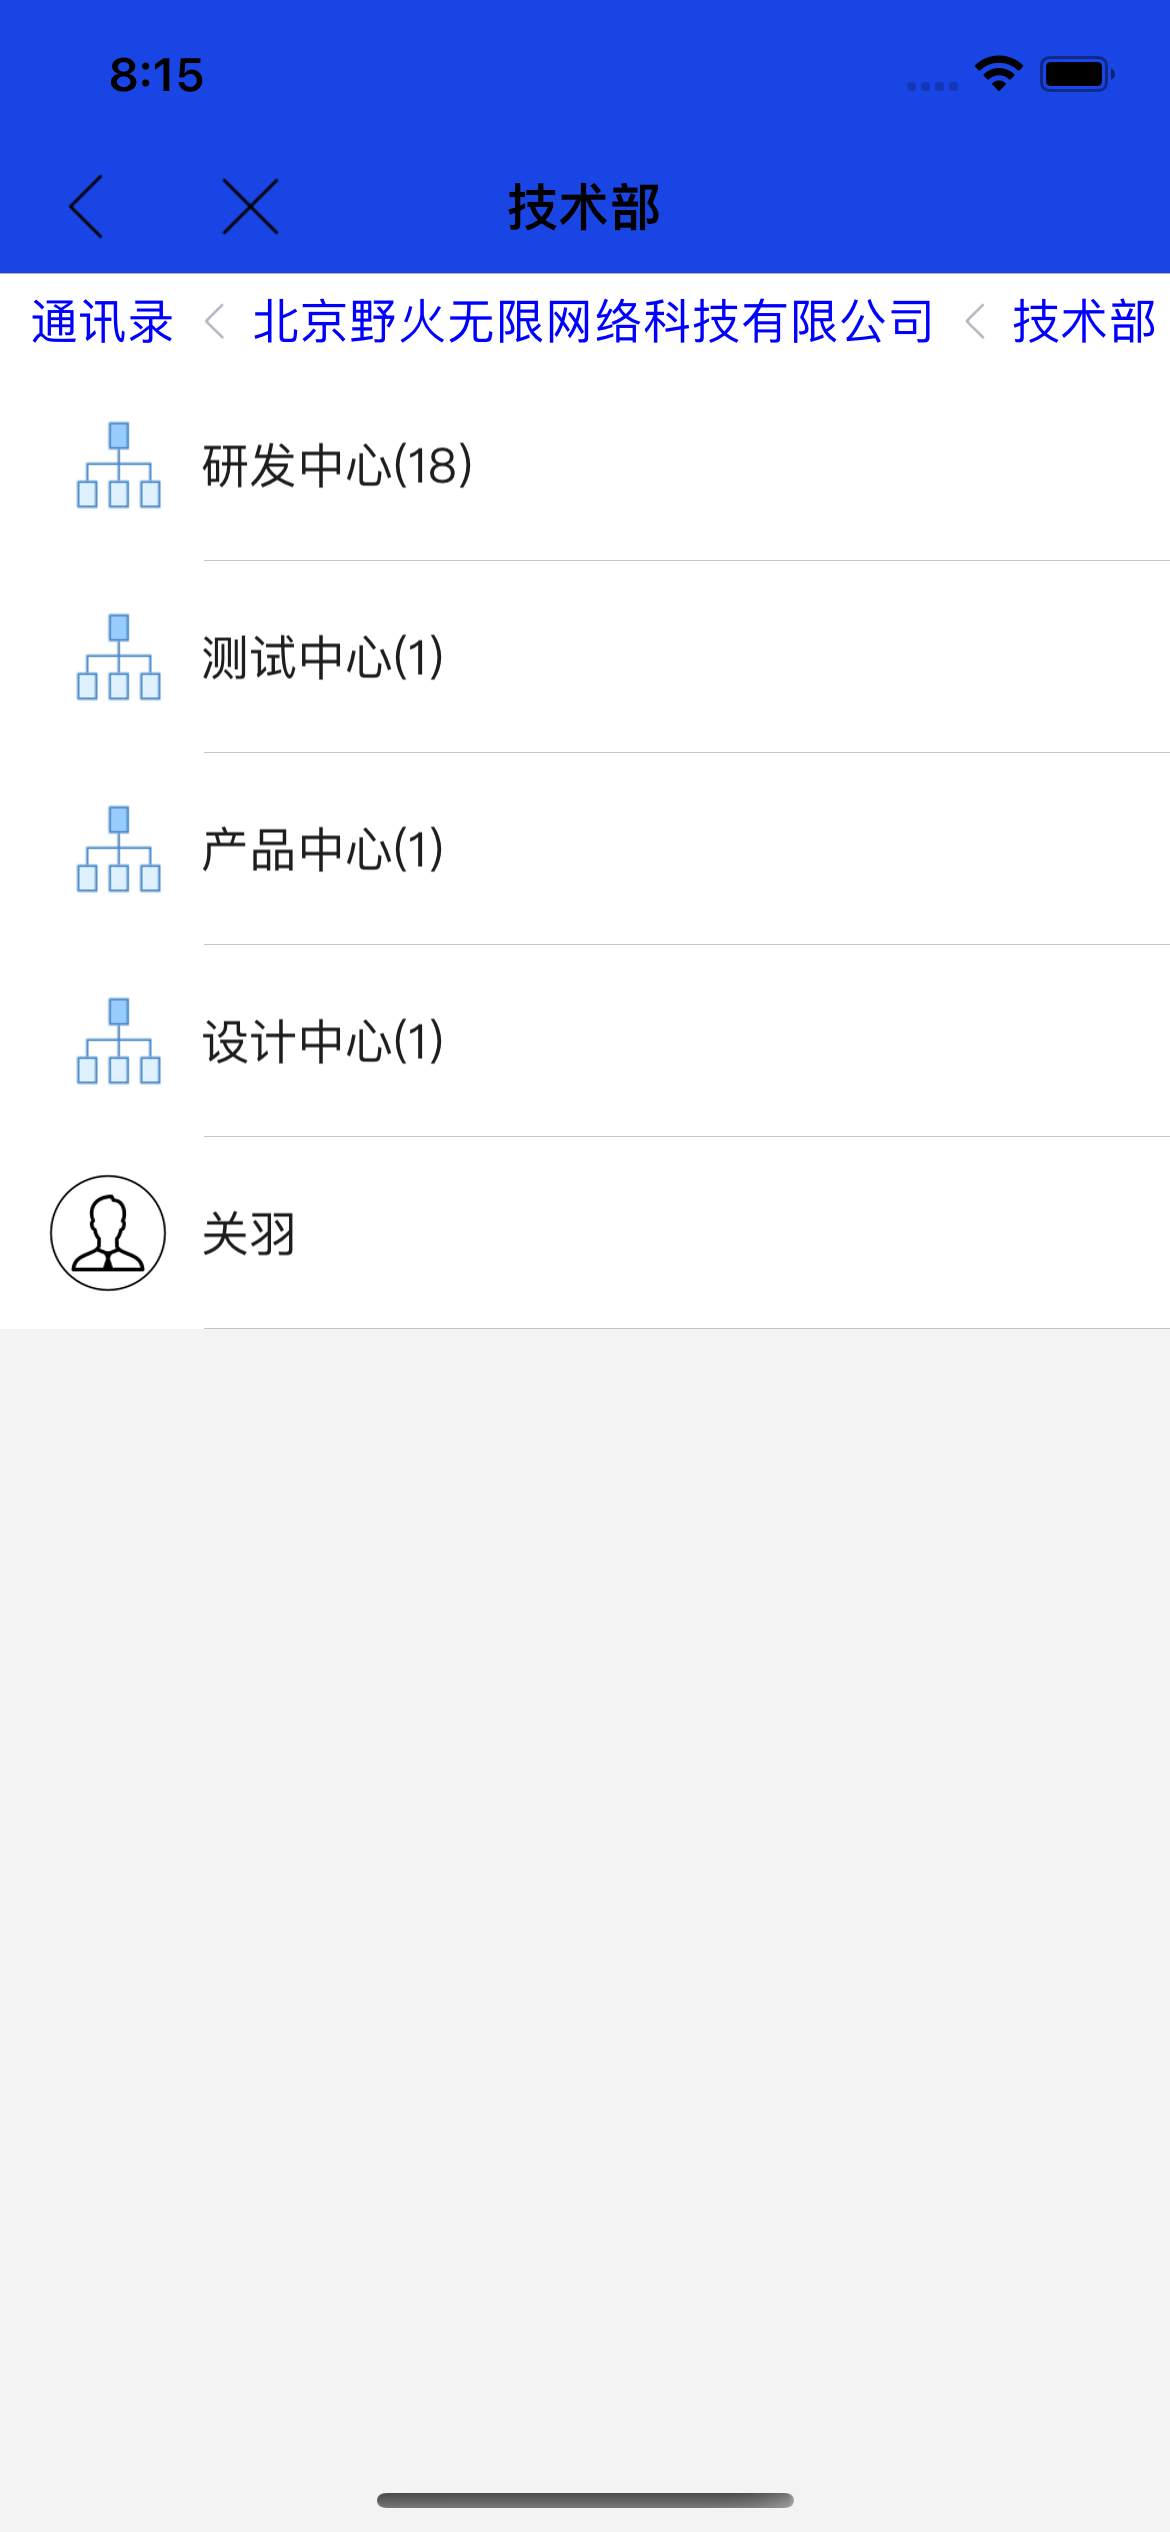 8:15
技术部
通讯录 北京野火无限网络科技有限公司 技术部
研发中心(18)
测试中心(1)
产品中心(1)
设计中心(1)
关羽